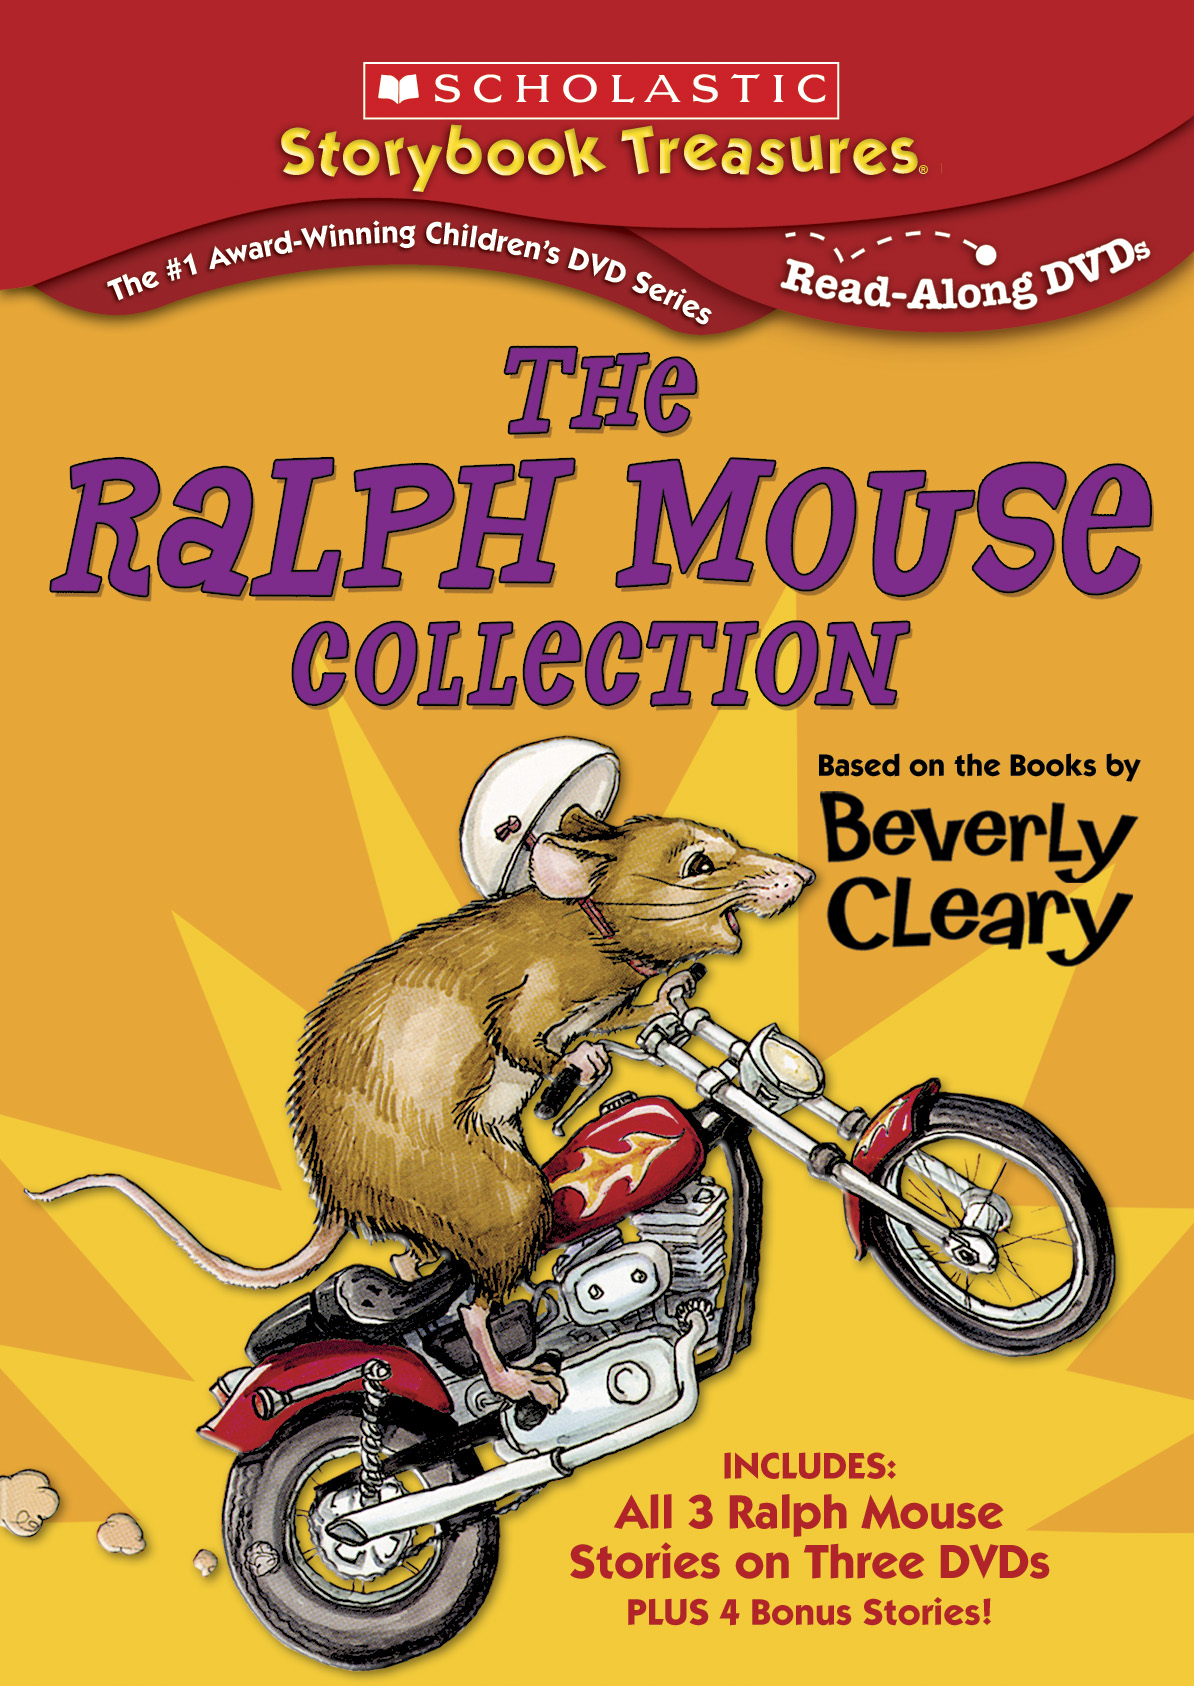 SCHOLASTIC
Storybook Treasures®
The #1 Award-Winning Children's DVD Series
Read-Along DVDs
THe
RaLPH MOUSe
COLLeCTION
Based on the Books by
BeverLy
CLeary
INCLUDES:
All 3 Ralph Mouse
Stories on Three DVDs
PLUS 4 Bonus Stories!